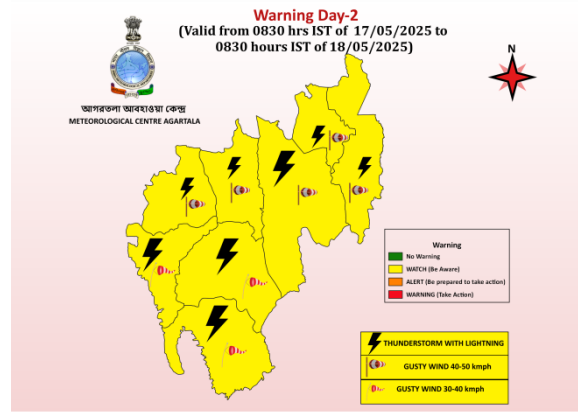 Warning Day-2
(Valid from 0830 hrs IST of 17/05/2025 to
0830 hours IST of 18/05/2025)
N
আগরতলা আবহাওয়া কেন্দ্র
METEOROLOGICAL CENTRE AGARTALA
Warning
No Warning
WATCH (Be Aware)
ALERT (Be prepared to take action)
WARNING (Take Action)
THUNDERSTORM WITH LIGHTNING
GUSTY WIND 40-50 kmph
GUSTY WIND 30-40 kmph